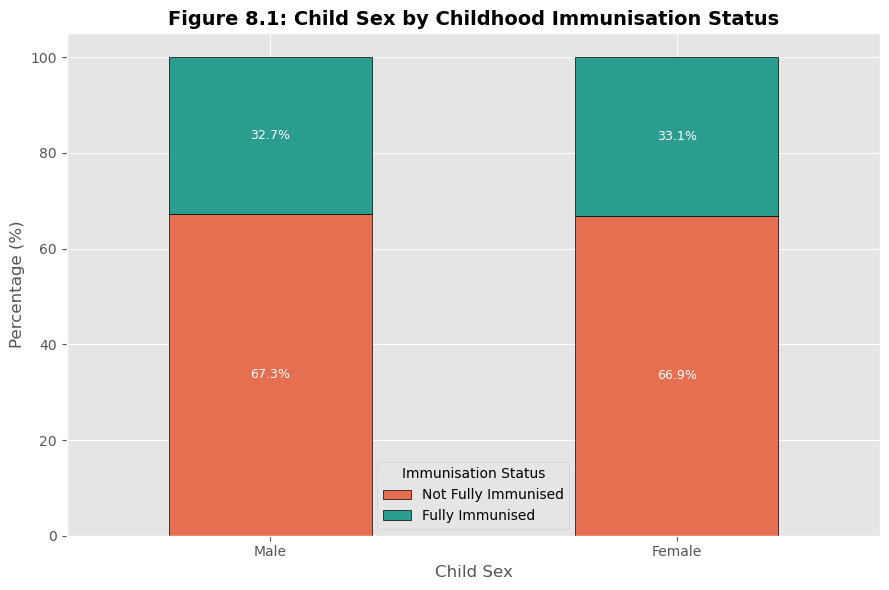 Figure 8.1: Child Sex by Childhood Immunisation Status
Percentage (%)
100
80
60
40
20
0
32.7%
33.1%
67.3%
66.9%
Immunisation Status
Not Fully Immunised
Fully Immunised
Male
Female
Child Sex